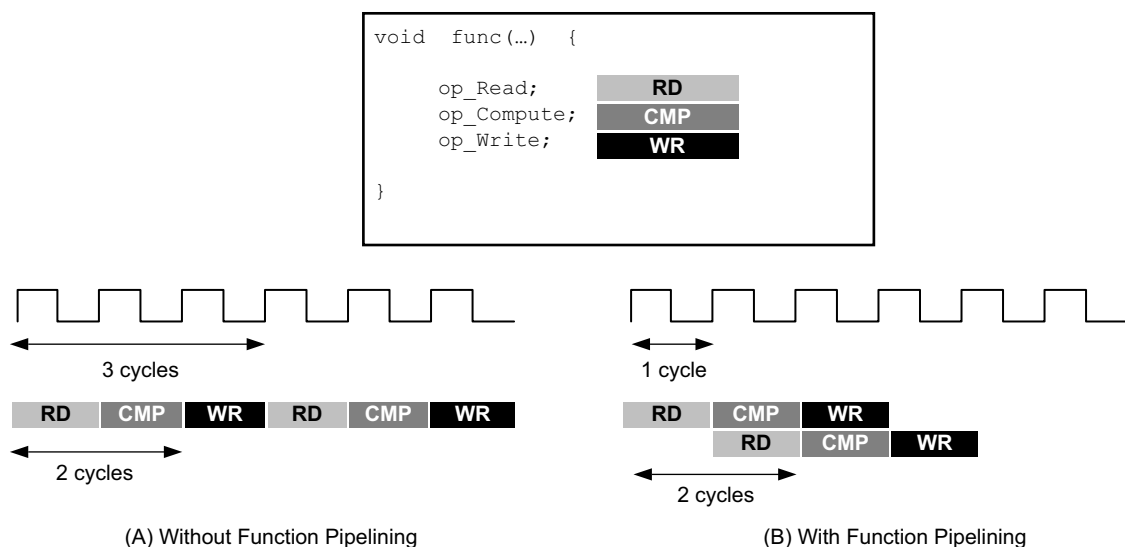 void func(…) {
op_Read; RD
op_Compute; CMP
op_Write; WR
}
3 cycles
RD CMP WR RD CMP WR
2 cycles
(A) Without Function Pipelining
1 cycle
RD CMP WR
RD CMP WR
2 cycles
(B) With Function Pipelining